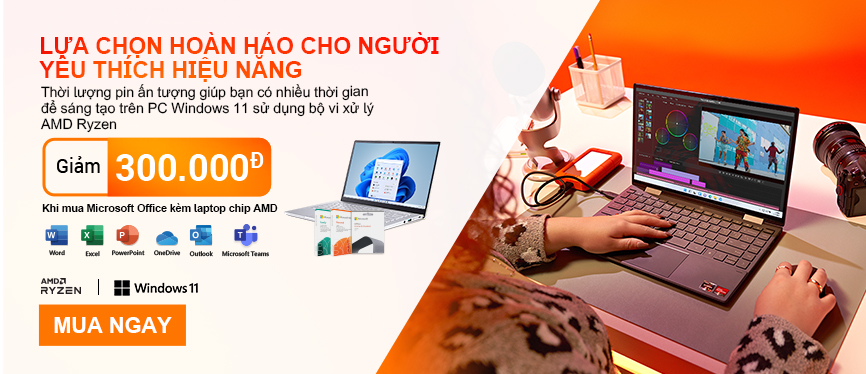 LỰA CHỌN HOÀN HẢO CHO NGƯỜI
YÊU THÍCH HIỆU NĂNG
Thời lượng pin ấn tượng giúp bạn có nhiều thời gian
để sáng tạo trên PC Windows 11 sử dụng bộ vi xử lý
AMD Ryzen
Giảm 300.000Đ
Khi mua Microsoft Office kèm laptop chip AMD
Word Excel PowerPoint OneDrive Outlook Microsoft Teams
AMD
RYZEN
Windows 11
MUA NGAY